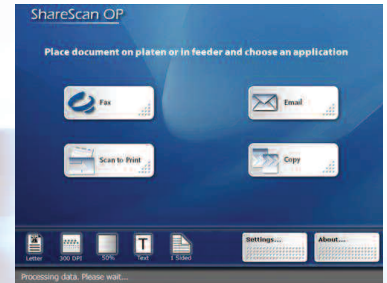 ShareScan OP
Place document on platen or in feeder and choose an application
Fax
Email
Scan to Print
Copy
Letter
300 DPI
50%
Text
1 Sided
Settings...
About...
Processing data. Please wait...